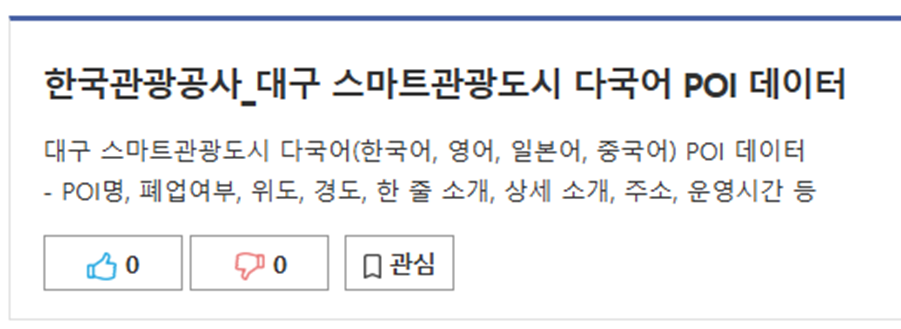 한국관광공사_대구 스마트관광도시 다국어 POI 데이터
대구 스마트관광도시 다국어(한국어, 영어, 일본어, 중국어) POI 데이터
- POI명, 폐업여부, 위도, 경도, 한 줄 소개, 상세 소개, 주소, 운영시간 등
0 0 관심